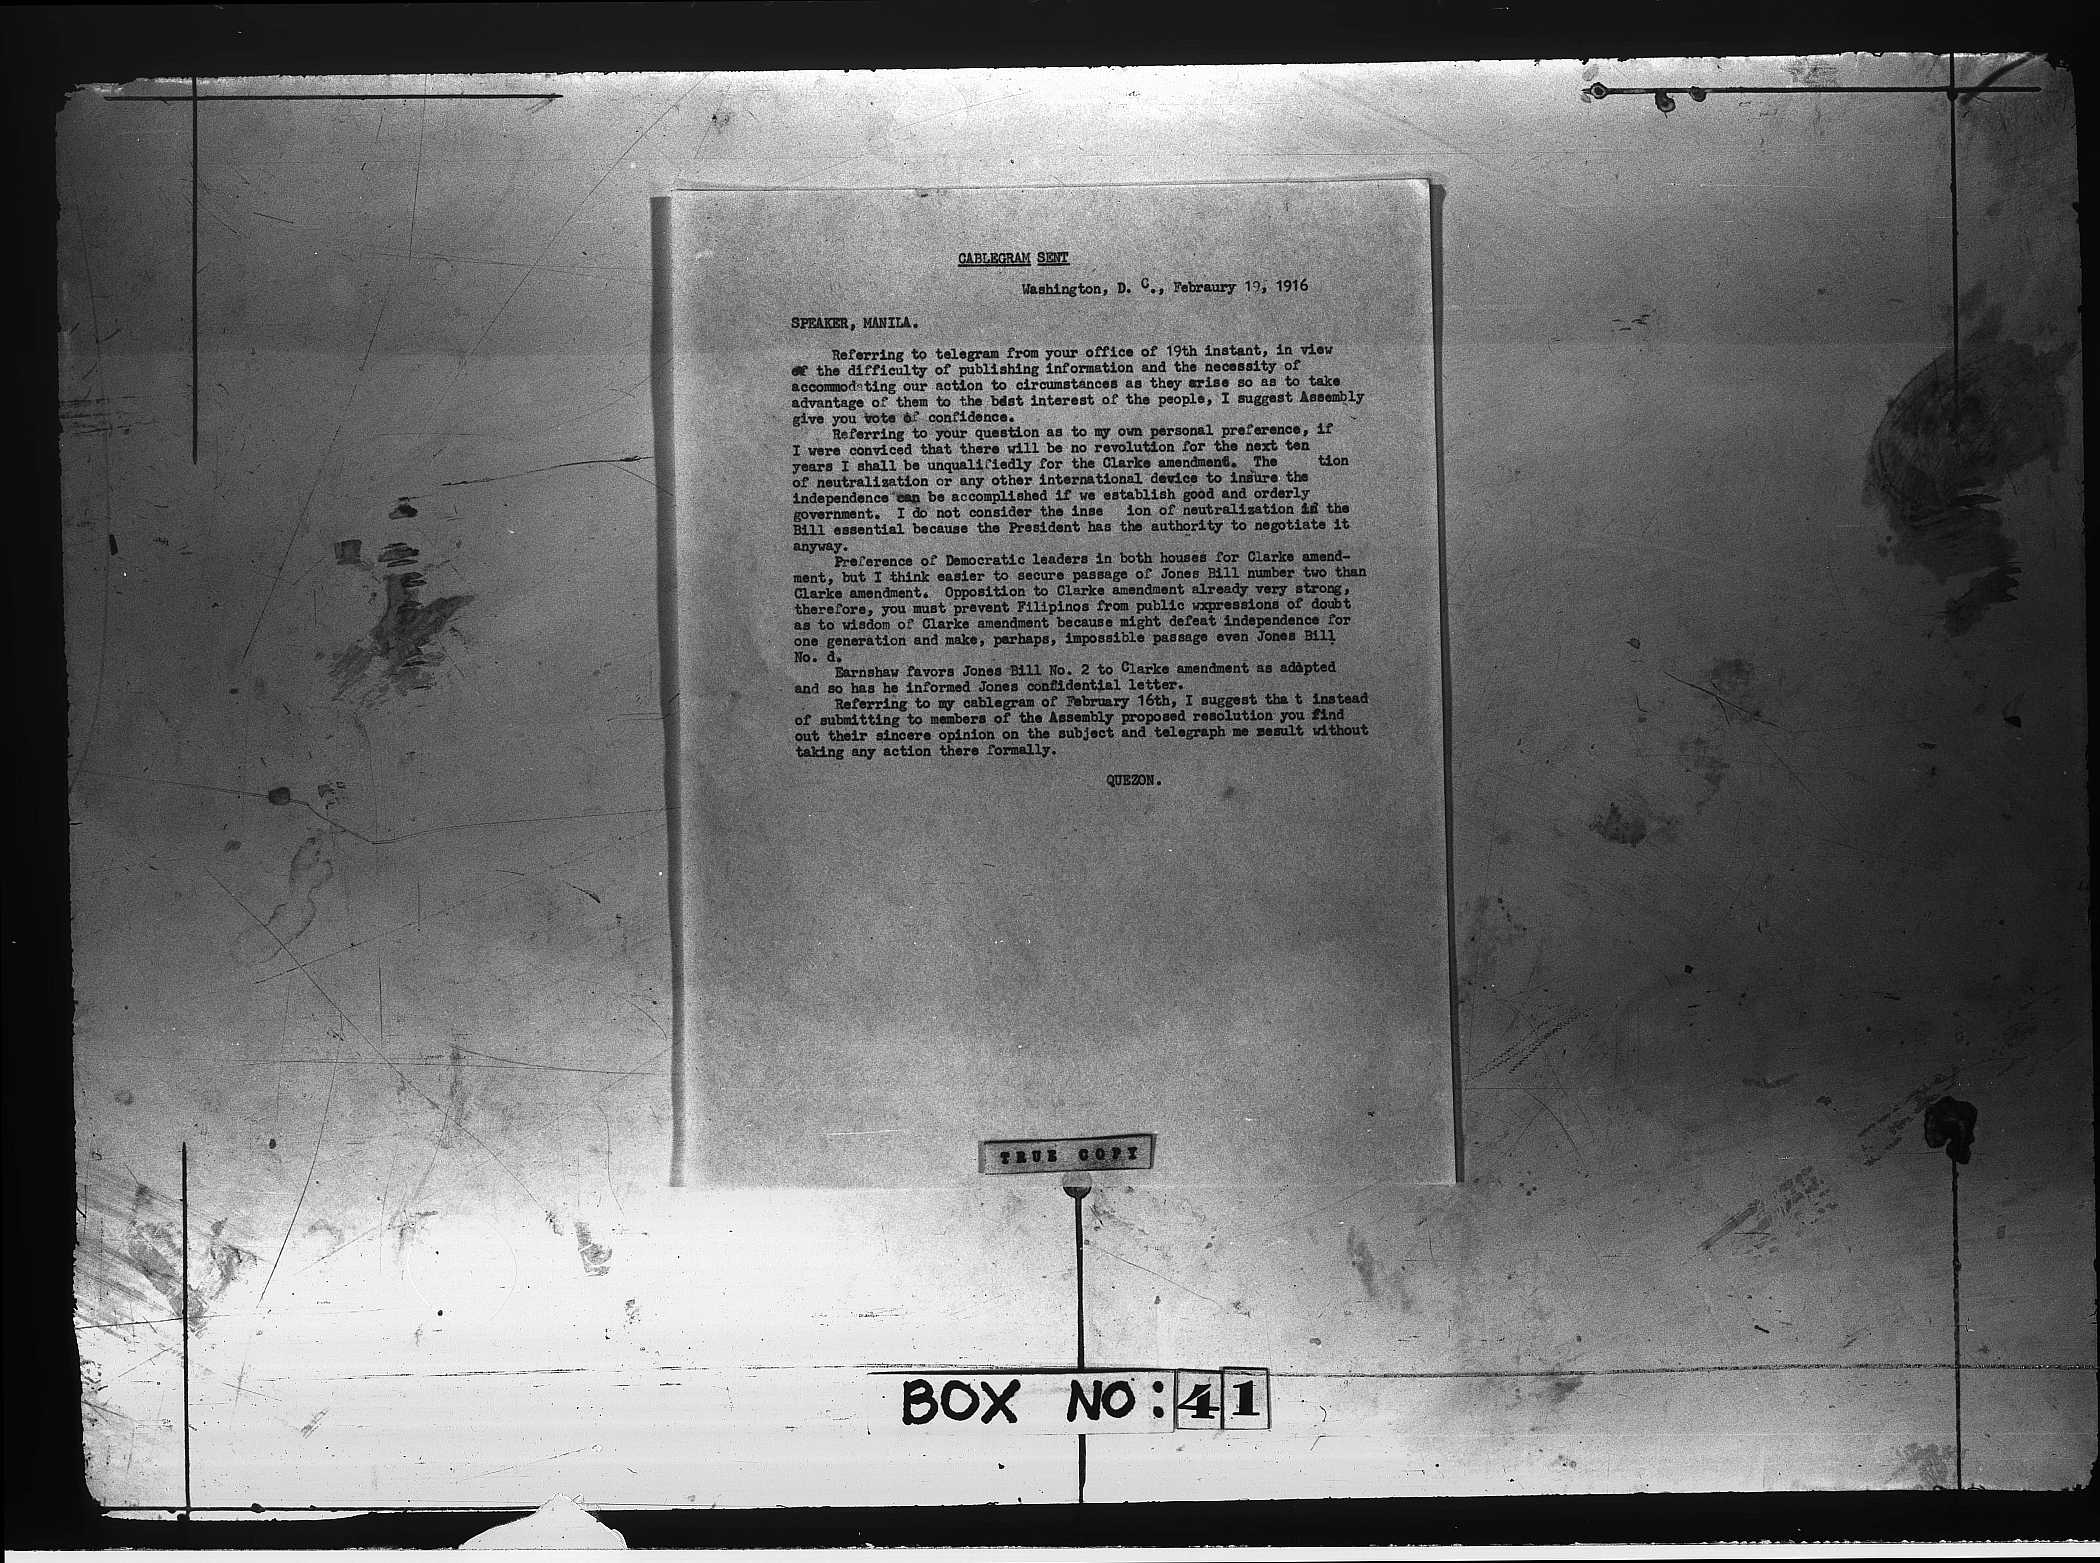 CABLEGRAM SENT
Washington, D. C., Febraury 19, 1916
SPEAKER, MANILA.
Referring to telegram from your office of 19th instant, in view
of the difficulty of publishing information and the necessity of
accommodating our action to circumstances as they arise so as to take
advantage of them to the best interest of the people, I suggest Assembly
give you vote of confidence.
Referring to your question as to my own personal preference, if
I were conviced that there will be no revolution for the next ten
years I shall be unqualifiedly for the Clarke amendment. The tion
of neutralization or any other international device to insure the
independence can be accomplished if we establish good and orderly
government. I do not consider the inse ion of neutralization in the
Bill essential because the President has the authority to negotiate it
anyway.
Preference of Democratic leaders in both houses for Clarke amend-
ment, but I think easier to secure passage of Jones Bill number two than
Clarke amendment. Opposition to Clarke amendment already very strong,
therefore, you must prevent Filipinos from public wxpressions of doubt
as to wisdom of Clarke amendment because might defeat independence for
one generation and make, perhaps, impossible passage even Jones Bill
No. d.
Earnshaw favors Jones Bill No. 2 to Clarke amendment as adopted
and so has he informed Jones confidential letter.
Referring to my cablegram of February 16th, I suggest tha t instead
of submitting to members of the Assembly proposed resolution you find
out their sincere opinion on the subject and telegraph me result without
taking any action there formally.
QUEZON.
TRUE COPY
BOX NO: 41